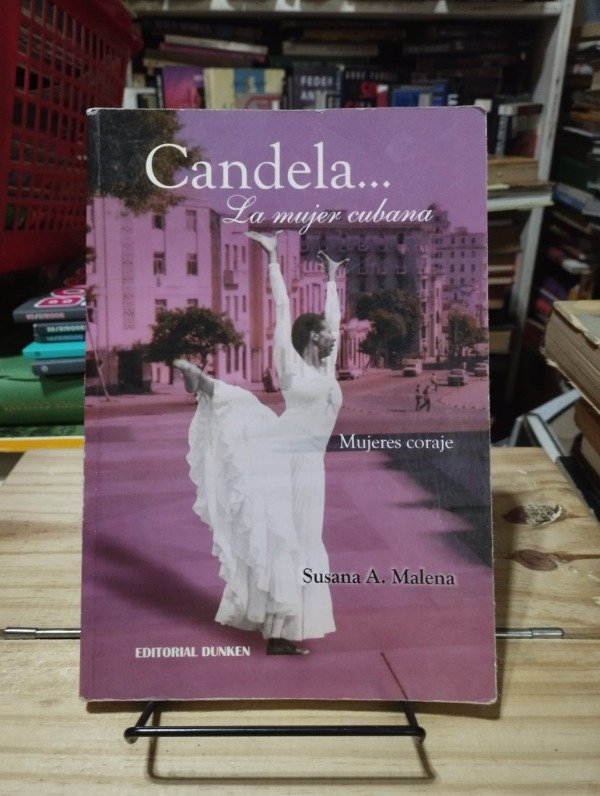 Candela...
La mujer cubana
Mujeres coraje
Susana A. Malena
EDITORIAL DUNKEN